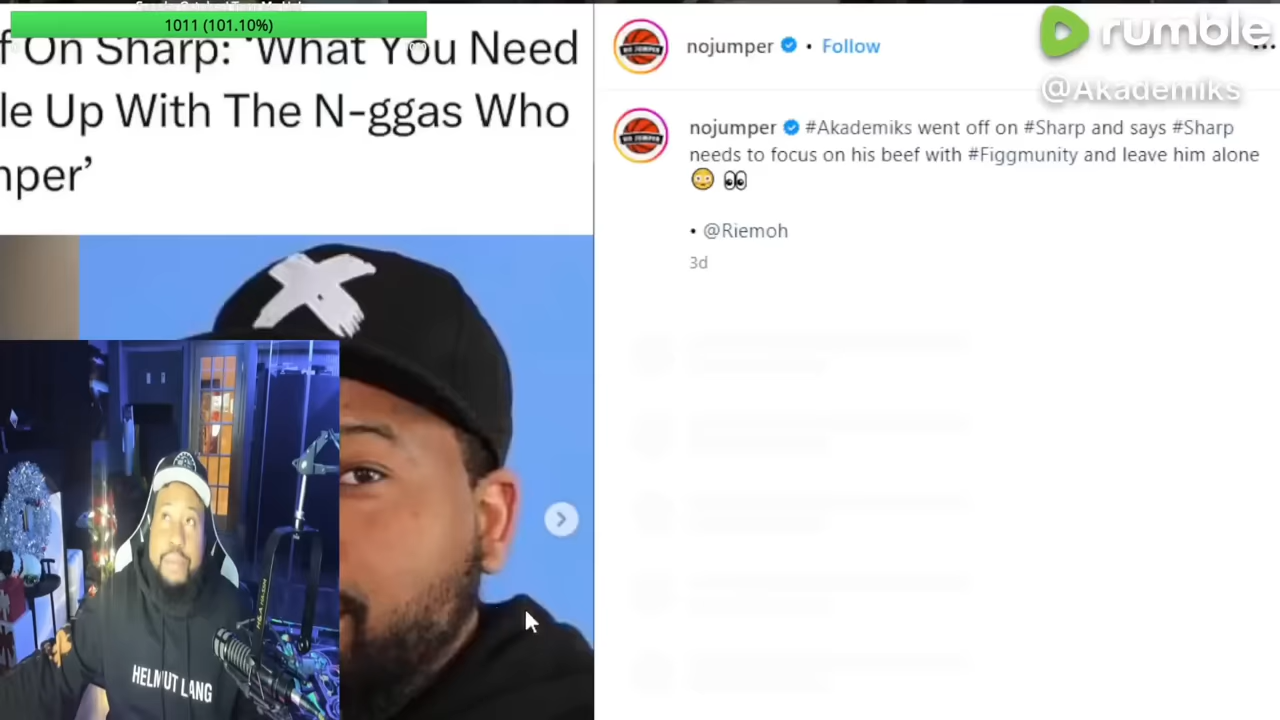 1011 (101.10%)
f On Sharp: ‘What You Need
le Up With The N-ggas Who
nper’
nojumper • Follow
rumble
@Akademiks
nojumper #Akademiks went off on #Sharp and says #Sharp
needs to focus on his beef with #Figgmunity and leave him alone
😳 👀
• @Riemoh
3d
HELMUT LANG